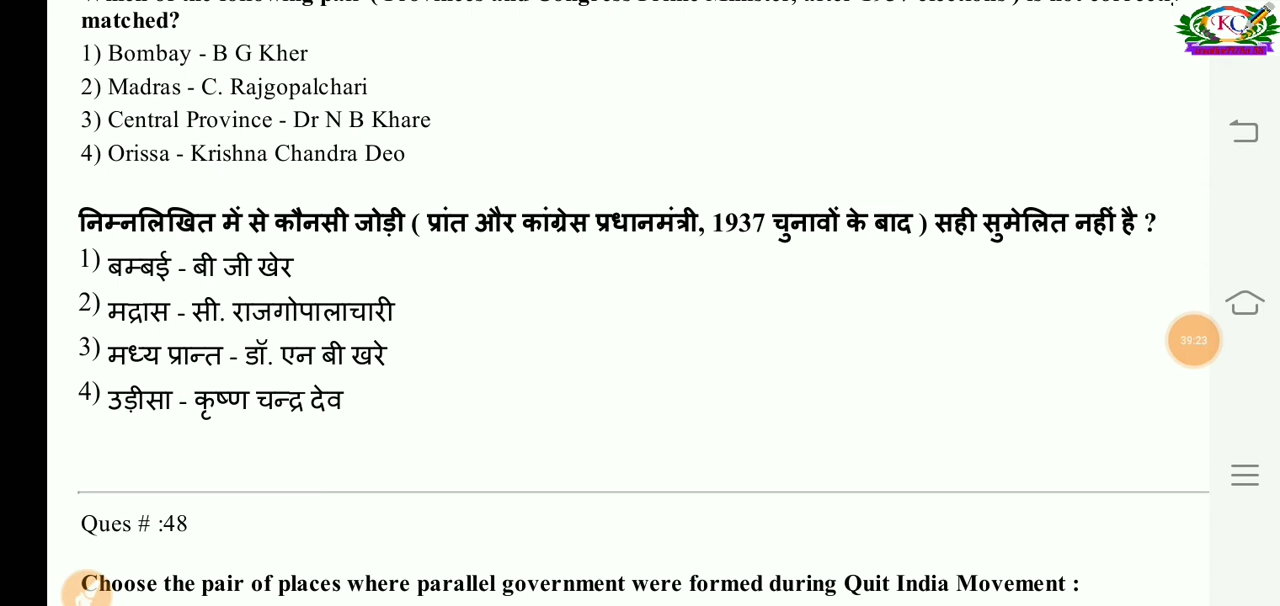 matched?
1) Bombay - B G Kher
2) Madras - C. Rajgopalchari
3) Central Province - Dr N B Khare
4) Orissa - Krishna Chandra Deo
निम्नलिखित में से कौनसी जोड़ी ( प्रांत और कांग्रेस प्रधानमंत्री, 1937 चुनावों के बाद ) सही सुमेलित नहीं है ?
1) बम्बई - बी जी खेर
2) मद्रास - सी. राजगोपालाचारी
3) मध्य प्रान्त - डॉ. एन बी खरे
4) उड़ीसा - कृष्ण चन्द्र देव
Ques # :48
Choose the pair of places where parallel government were formed during Quit India Movement :
KC
39:23